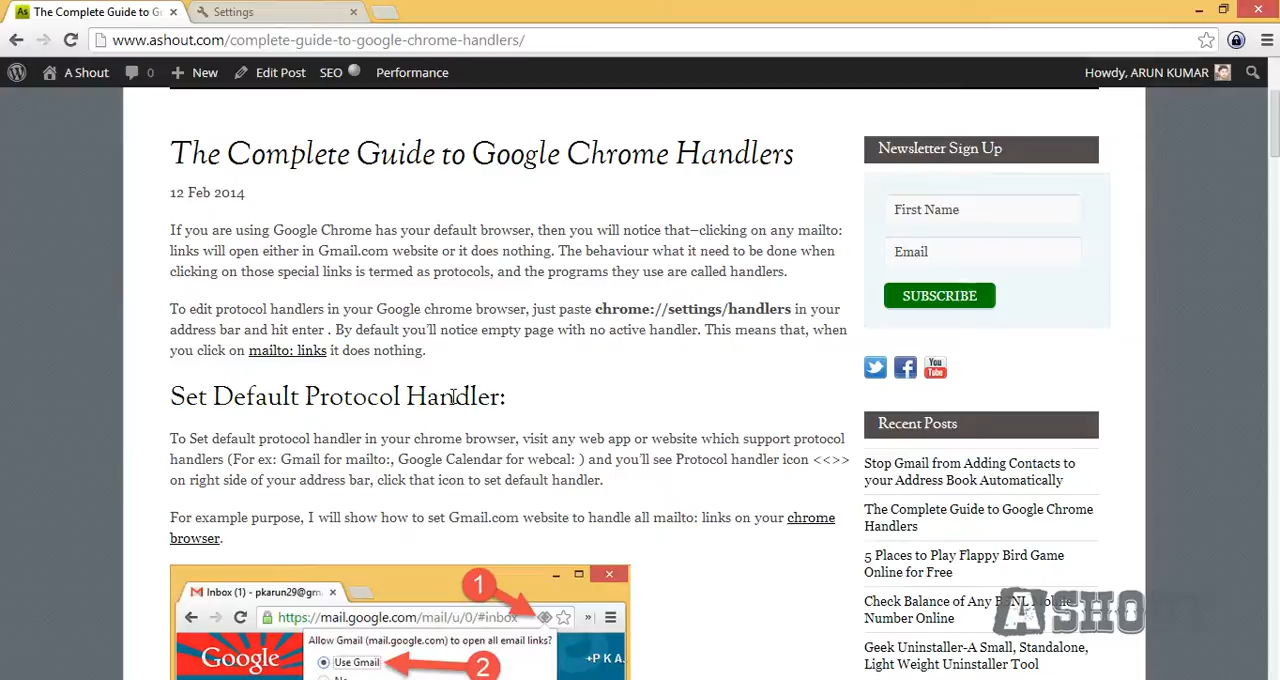 The Complete Guide to G
Settings
www.ashout.com/complete-guide-to-google-chrome-handlers/
A Shout 0 New Edit Post SEO Performance
Howdy, ARUN KUMAR
The Complete Guide to Google Chrome Handlers
12 Feb 2014
If you are using Google Chrome has your default browser, then you will notice that–clicking on any mailto:
links will open either in Gmail.com website or it does nothing. The behaviour what it need to be done when
clicking on those special links is termed as protocols, and the programs they use are called handlers.
To edit protocol handlers in your Google chrome browser, just paste chrome://settings/handlers in your
address bar and hit enter . By default you'll notice empty page with no active handler. This means that, when
you click on mailto: links it does nothing.
Set Default Protocol Handler:
To Set default protocol handler in your chrome browser, visit any web app or website which support protocol
handlers (For ex: Gmail for mailto:, Google Calendar for webcal: ) and you'll see Protocol handler icon <<>>
on right side of your address bar, click that icon to set default handler.
For example purpose, I will show how to set Gmail.com website to handle all mailto: links on your chrome
browser.
1
Inbox (1) - pkarun29@gm
https://mail.google.com/mail/u/0/#inbox
Allow Gmail (mail.google.com) to open all email links?
Google
Use Gmail
2
+P K A
No
Newsletter Sign Up
First Name
Email
SUBSCRIBE
You
Tube
Recent Posts
Stop Gmail from Adding Contacts to
your Address Book Automatically
The Complete Guide to Google Chrome
Handlers
5 Places to Play Flappy Bird Game
Online for Free
Check Balance of Any BSNL Mobile
Number Online
ASHOUT
Geek Uninstaller-A Small, Standalone,
Light Weight Uninstaller Tool